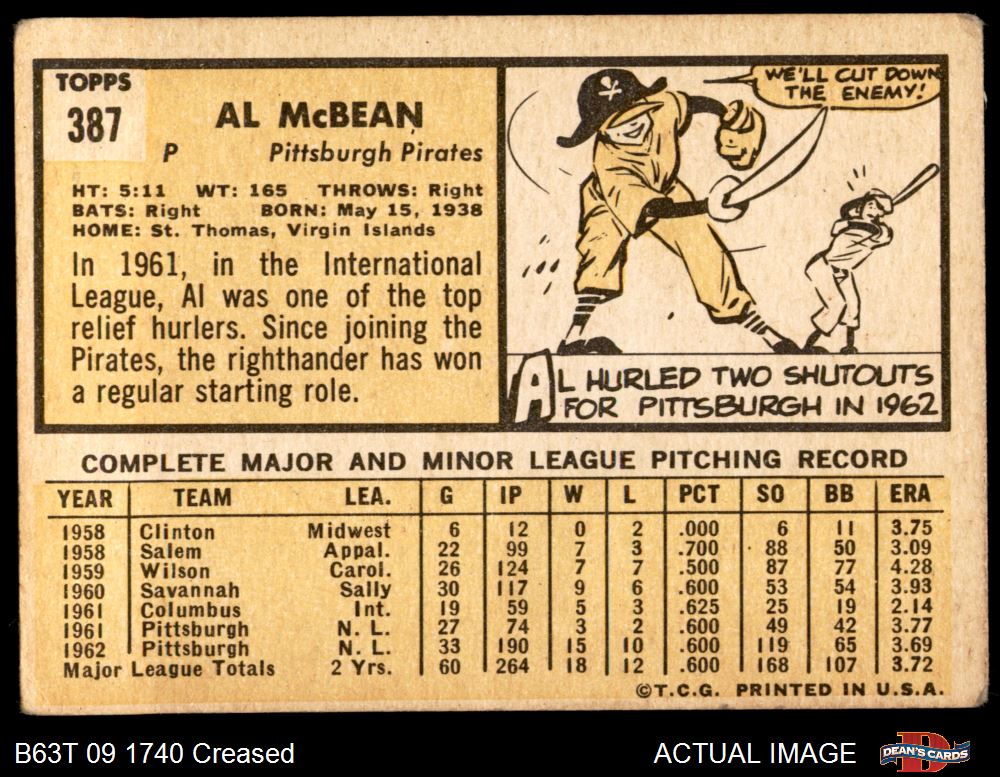 TOPPS
387
AL McBEAN
P Pittsburgh Pirates
HT: 5:11 WT: 165 THROWS: Right
BATS: Right BORN: May 15, 1938
HOME: St. Thomas, Virgin Islands
In 1961, in the International
League, Al was one of the top
relief hurlers. Since joining the
Pirates, the righthander has won
a regular starting role.
WE'LL CUT DOWN
THE ENEMY!
AL HURLED TWO SHUTOUTS
FOR PITTSBURGH IN 1962
COMPLETE MAJOR AND MINOR LEAGUE PITCHING RECORD
YEAR TEAM LEA. G IP W L PCT SO BB ERA
1958 Clinton Midwest 6 12 0 2 .000 6 11 3.75
1958 Salem Appal. 22 99 7 3 .700 88 50 3.09
1959 Wilson Carol. 26 124 7 7 .500 87 77 4.28
1960 Savannah Sally 30 117 9 6 .600 53 54 3.93
1961 Columbus Int. 19 59 5 3 .625 25 19 2.14
1961 Pittsburgh N. L. 27 74 3 2 .600 49 42 3.77
1962 Pittsburgh N. L. 33 190 15 10 .600 119 65 3.69
Major League Totals 2 Yrs. 60 264 18 12 .600 168 107 3.72
©T.C.G. PRINTED IN U.S.A.
B63T 09 1740 Creased ACTUAL IMAGE DEAN'S CARDS